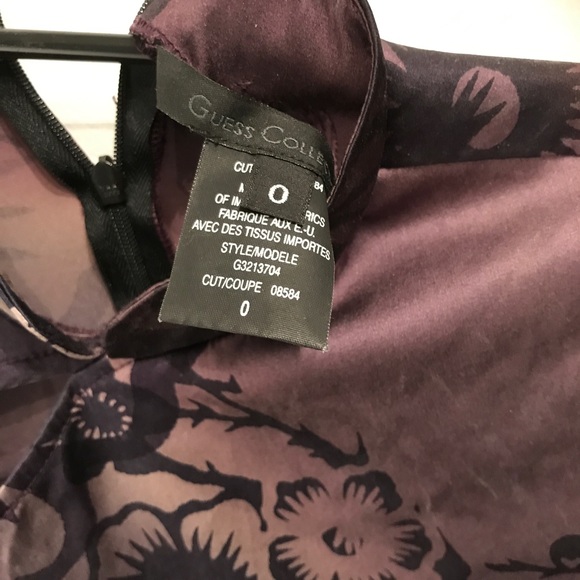 GUESS COLLE
CUT 84
0
OF IM RICS
FABRIQUE AUX E.-U.
AVEC DES TISSUS IMPORTES
STYLE/MODELE
G3213704
CUT/COUPE 08584
0